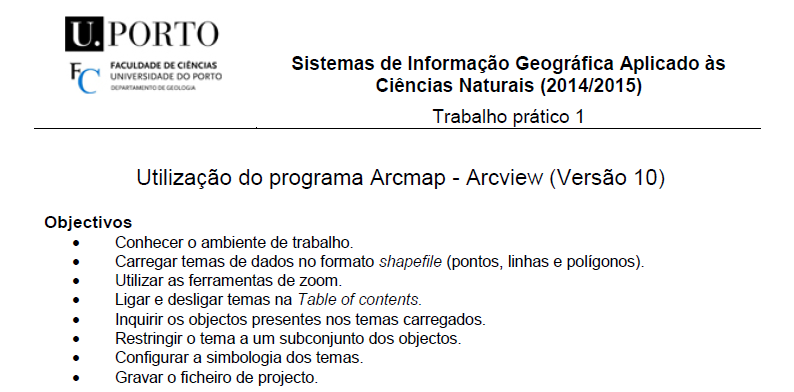 U. PORTO
FC FACULDADE DE CIÊNCIAS
UNIVERSIDADE DO PORTO
DEPARTAMENTO DE GEOLOGIA
Sistemas de Informação Geográfica Aplicado às
Ciências Naturais (2014/2015)
Trabalho prático 1
Utilização do programa Arcmap - Arcview (Versão 10)
Objectivos
• Conhecer o ambiente de trabalho.
• Carregar temas de dados no formato shapefile (pontos, linhas e polígonos).
• Utilizar as ferramentas de zoom.
• Ligar e desligar temas na Table of contents.
• Inquirir os objectos presentes nos temas carregados.
• Restringir o tema a um subconjunto dos objectos.
• Configurar a simbologia dos temas.
• Gravar o ficheiro de projecto.